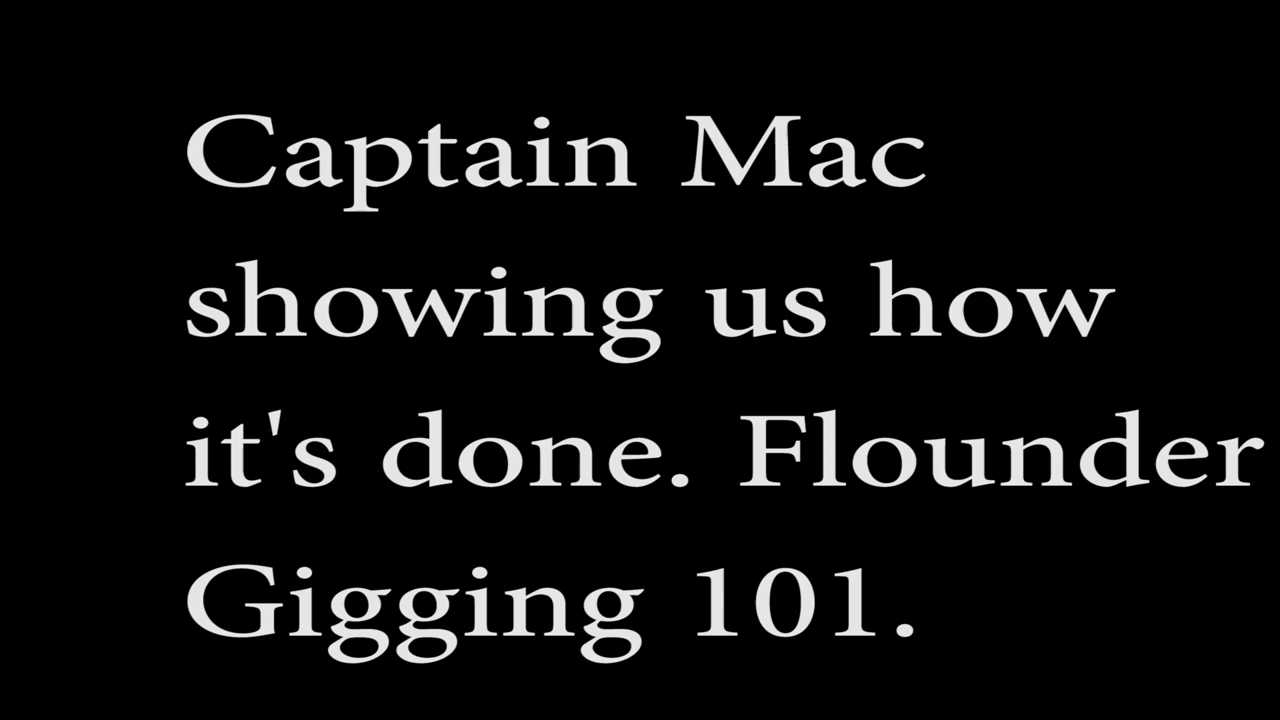 Captain Mac
showing us how
it's done. Flounder
Gigging 101.